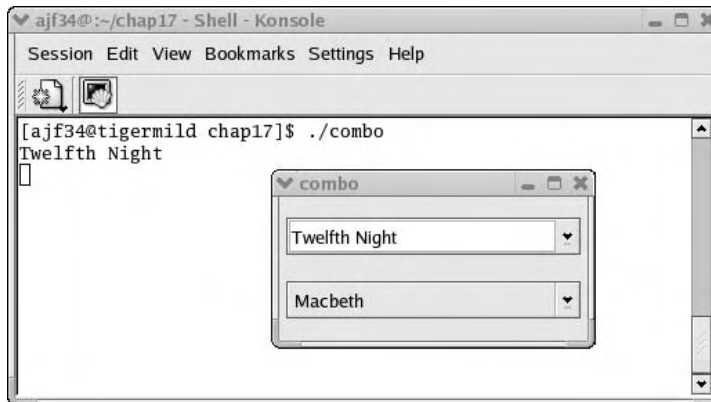 ajf34@:~/chap17 - Shell - Konsole
Session Edit View Bookmarks Settings Help
[ajf34@tigermild chap17]$ ./combo
Twelfth Night
combo
Twelfth Night
Macbeth